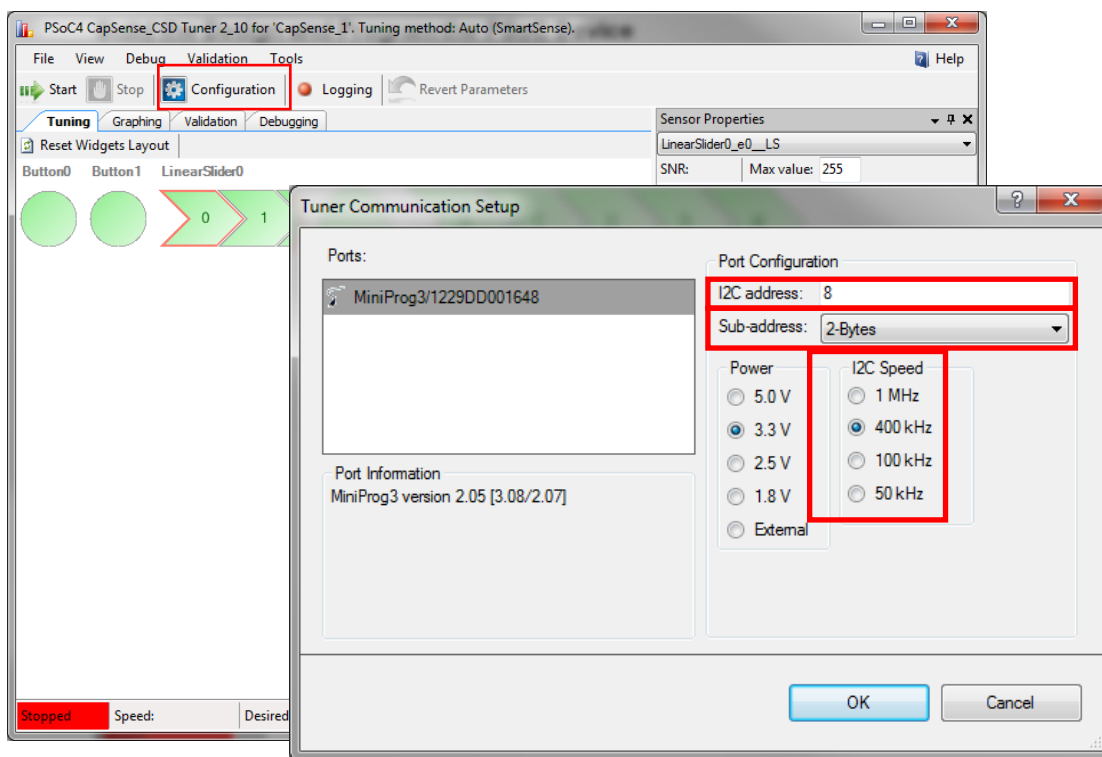 PSoC4 CapSense_CSD Tuner 2_10 for 'CapSense_1'. Tuning method: Auto (SmartSense).
File View Debug Validation Tools Help
Start Stop Configuration Logging Revert Parameters
Tuning Graphing Validation Debugging
Reset Widgets Layout
Button0 Button1 LinearSlider0
0 1
Sensor Properties
LinearSlider0_e0__LS
SNR: Max value: 255
Tuner Communication Setup
Ports:
MiniProg3/1229DD001648
Port Information
MiniProg3 version 2.05 [3.08/2.07]
Port Configuration
I2C address: 8
Sub-address: 2-Bytes
Power I2C Speed
5.0 V 1 MHz
3.3 V 400 kHz
2.5 V 100 kHz
1.8 V 50 kHz
External
OK Cancel
Stopped Speed: Desired